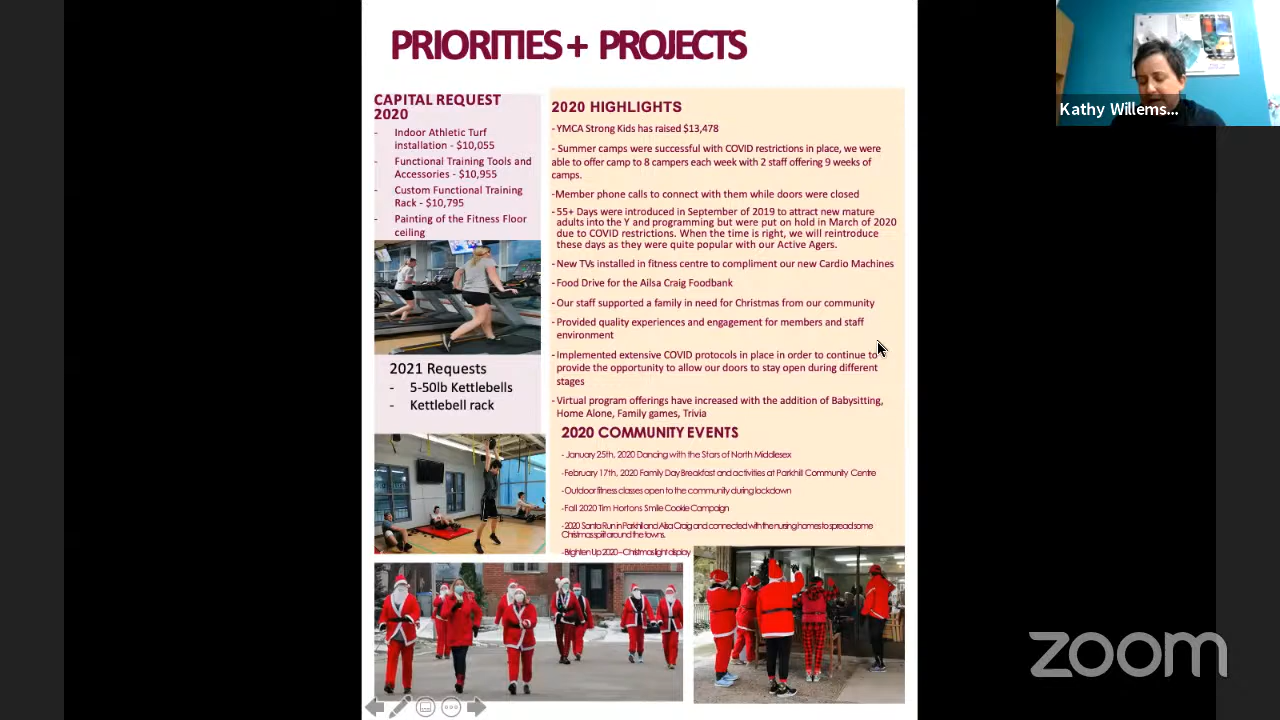 PRIORITIES + PROJECTS
CAPITAL REQUEST
2020
- Indoor Athletic Turf
installation - $10,055
- Functional Training Tools and
Accessories - $10,955
- Custom Functional Training
Rack - $10,795
- Painting of the Fitness Floor
ceiling
2021 Requests
- 5-50lb Kettlebells
- Kettlebell rack
2020 HIGHLIGHTS
- YMCA Strong Kids has raised $13,478
- Summer camps were successful with COVID restrictions in place, we were
able to offer camp to 8 campers each week with 2 staff offering 9 weeks of
camps.
-Member phone calls to connect with them while doors were closed
- 55+ Days were introduced in September of 2019 to attract new mature
adults into the Y and programming but were put on hold in March of 2020
due to COVID restrictions. When the time is right, we will reintroduce
these days as they were quite popular with our Active Agers.
- New TVs installed in fitness centre to compliment our new Cardio Machines
- Food Drive for the Ailsa Craig Foodbank
- Our staff supported a family in need for Christmas from our community
- Provided quality experiences and engagement for members and staff
environment
- Implemented extensive COVID protocols in place in order to continue to
provide the opportunity to allow our doors to stay open during different
stages
- Virtual program offerings have increased with the addition of Babysitting,
Home Alone, Family games, Trivia
2020 COMMUNITY EVENTS
- January 25th, 2020 Dancing with the Stars of North Middlesex
-February 17th, 2020 Family Day Breakfast and activities at Parkhill Community Centre
-Outdoor fitness classes open to the community during lockdown
-Fall 2020 Tim Hortons Smile Cookie Campaign
-2020 Santa Run in Parkhill and Ailsa Craig and connected with the nursing homes to spread some
Christmas spirit around the towns.
-Brighten Up 2020 – Christmas light display
Kathy Willems...
zoom